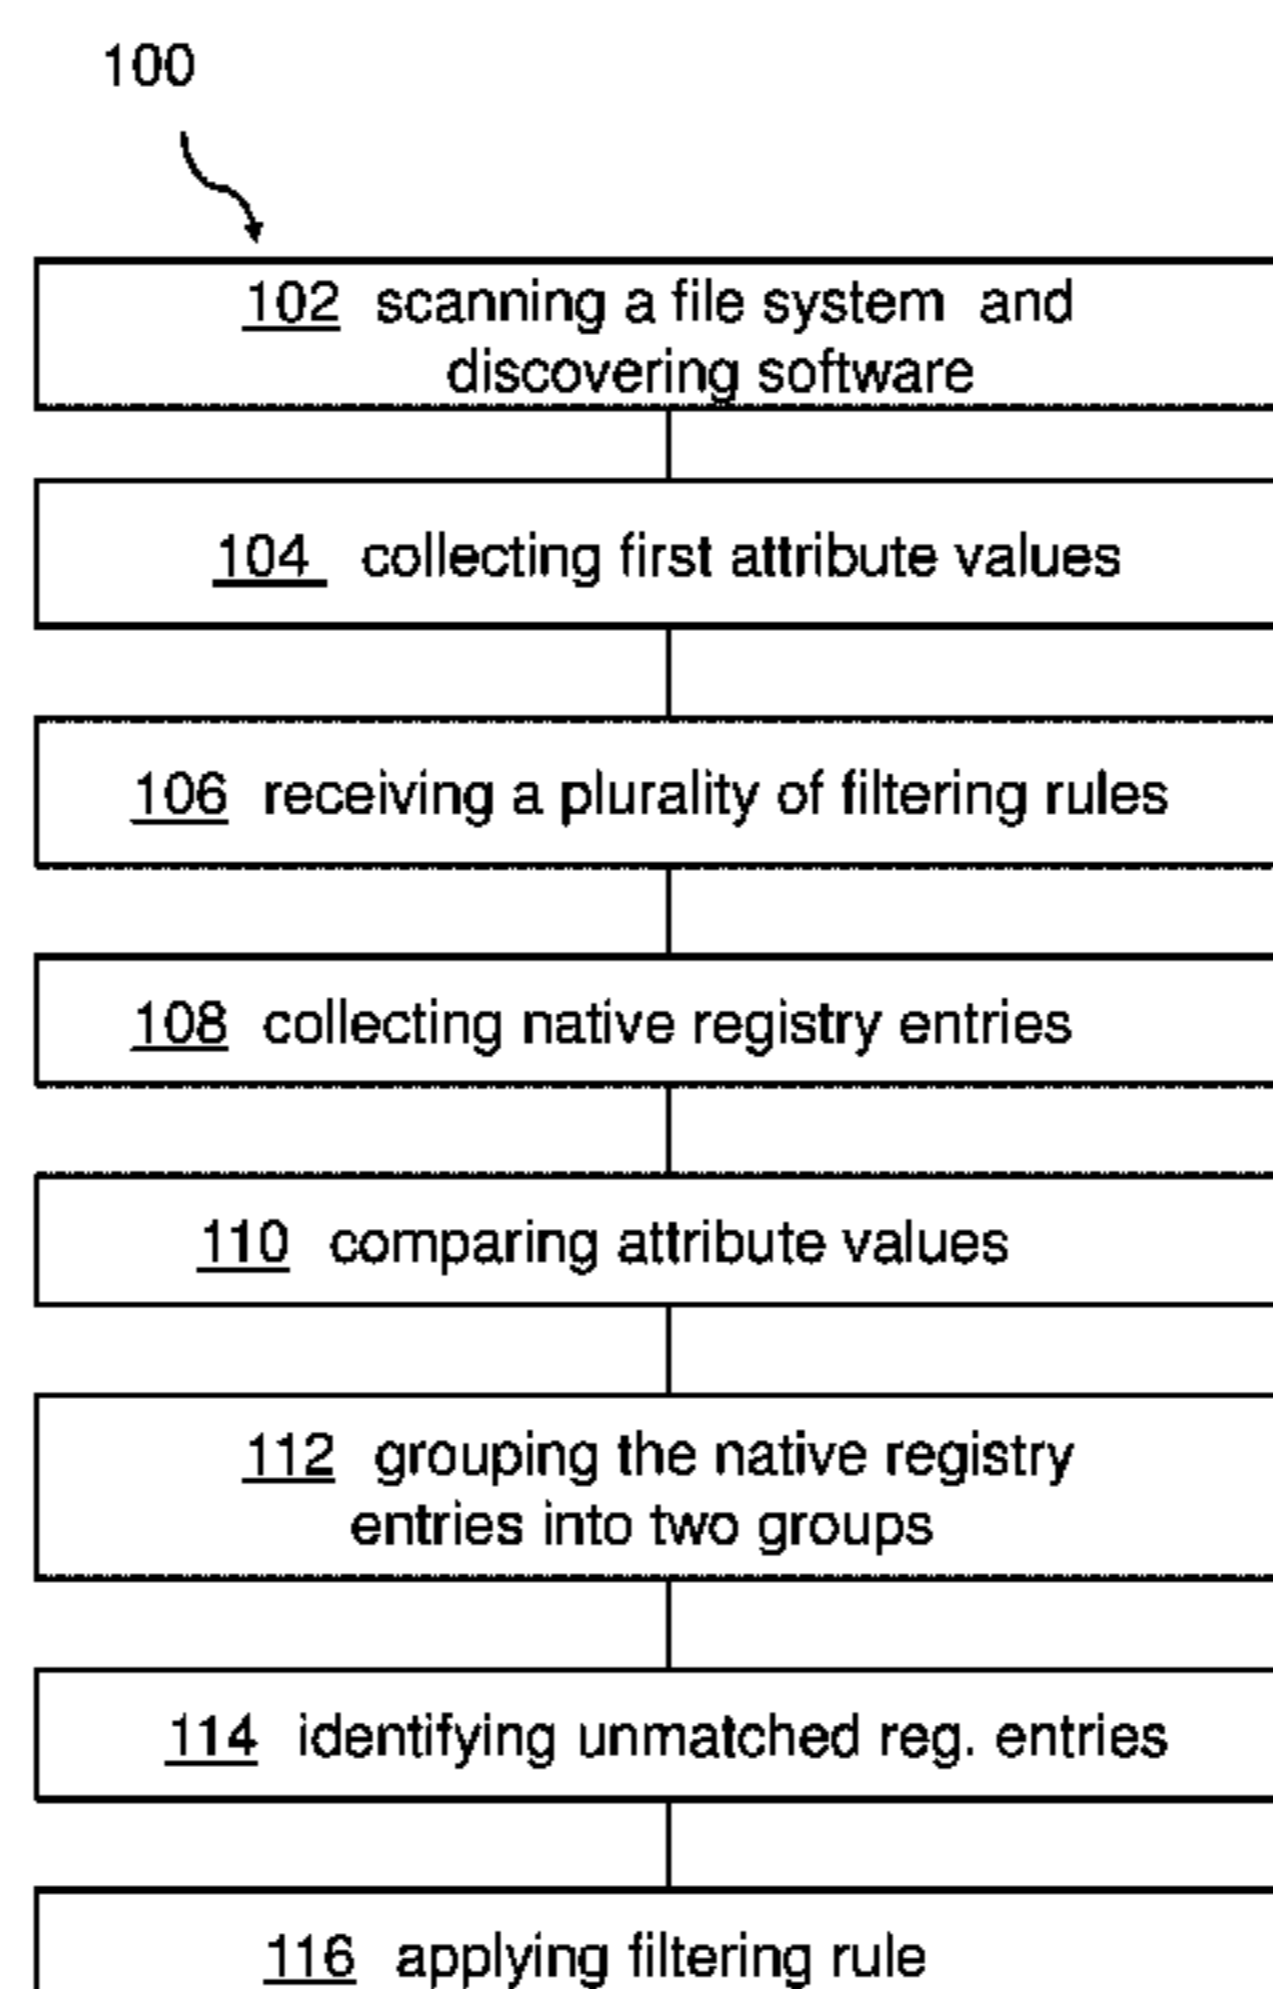 100
102 scanning a file system and
discovering software
104 collecting first attribute values
106 receiving a plurality of filtering rules
108 collecting native registry entries
110 comparing attribute values
112 grouping the native registry
entries into two groups
114 identifying unmatched reg. entries
116 applying filtering rule